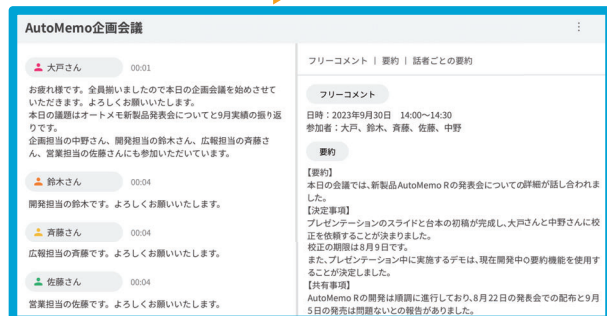 AutoMemo企画会議
大戸さん 00:01
お疲れ様です。全員揃いましたので本日の企画会議を始めさせて
いただきます。よろしくお願いいたします。
本日の議題はオートメモ新製品発表会についてと9月実績の振り返
りです。
企画担当の中野さん、開発担当の鈴木さん、広報担当の斉藤さ
ん、営業担当の佐藤さんにも参加いただいています。
鈴木さん 00:04
開発担当の鈴木です。よろしくお願いいたします。
斉藤さん 00:04
広報担当の斉藤です。よろしくお願いいたします。
佐藤さん 00:04
営業担当の佐藤です。よろしくお願いいたします。
フリーコメント | 要約 | 話者ごとの要約
フリーコメント
日時:2023年9月30日 14:00〜14:30
参加者:大戸、鈴木、斉藤、佐藤、中野
要約
【要約】
本日の会議では、新製品AutoMemo Rの発表会についての詳細が話し合われま
した。
【決定事項】
プレゼンテーションのスライドと台本の初稿が完成し、大戸さんと中野さんに校
正を依頼することが決まりました。
校正の期限は8月9日です。
また、プレゼンテーション中に実施するデモは、現在開発中の要約機能を使用す
ることが決定しました。
【共有事項】
AutoMemo Rの開発は順調に進行しており、8月22日の発表会での配布と9月
5日の発売は問題ないとの報告がありました。